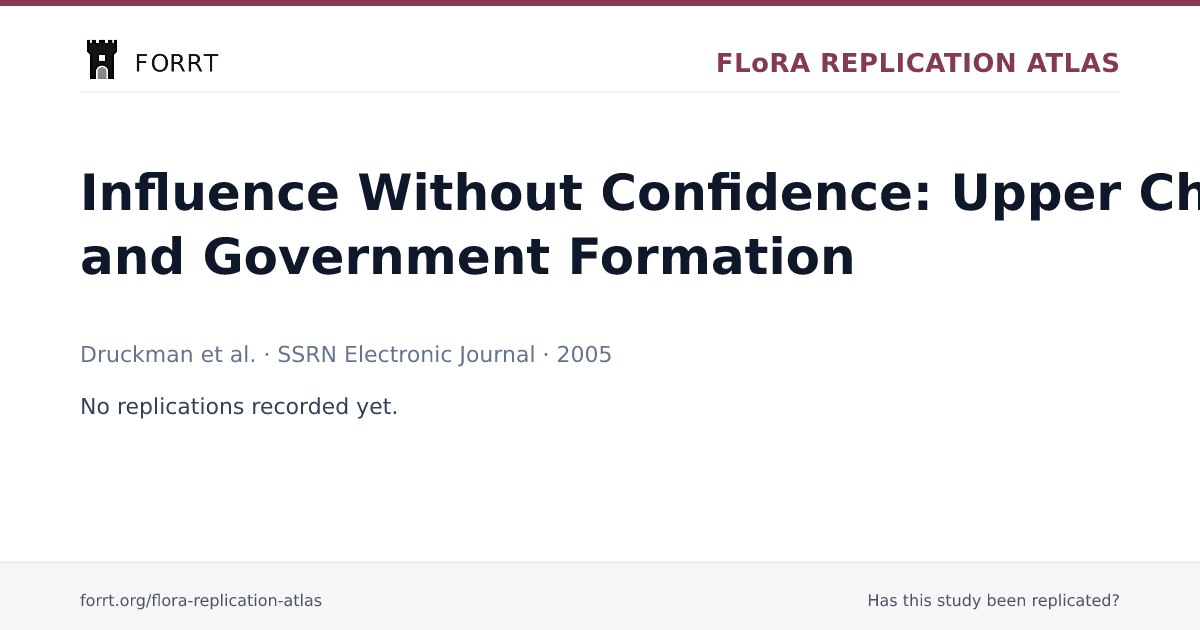 FORRT
FLoRA REPLICATION ATLAS
Influence Without Confidence: Upper Ch
and Government Formation
Druckman et al. · SSRN Electronic Journal · 2005
No replications recorded yet.
forrt.org/flora-replication-atlas
Has this study been replicated?